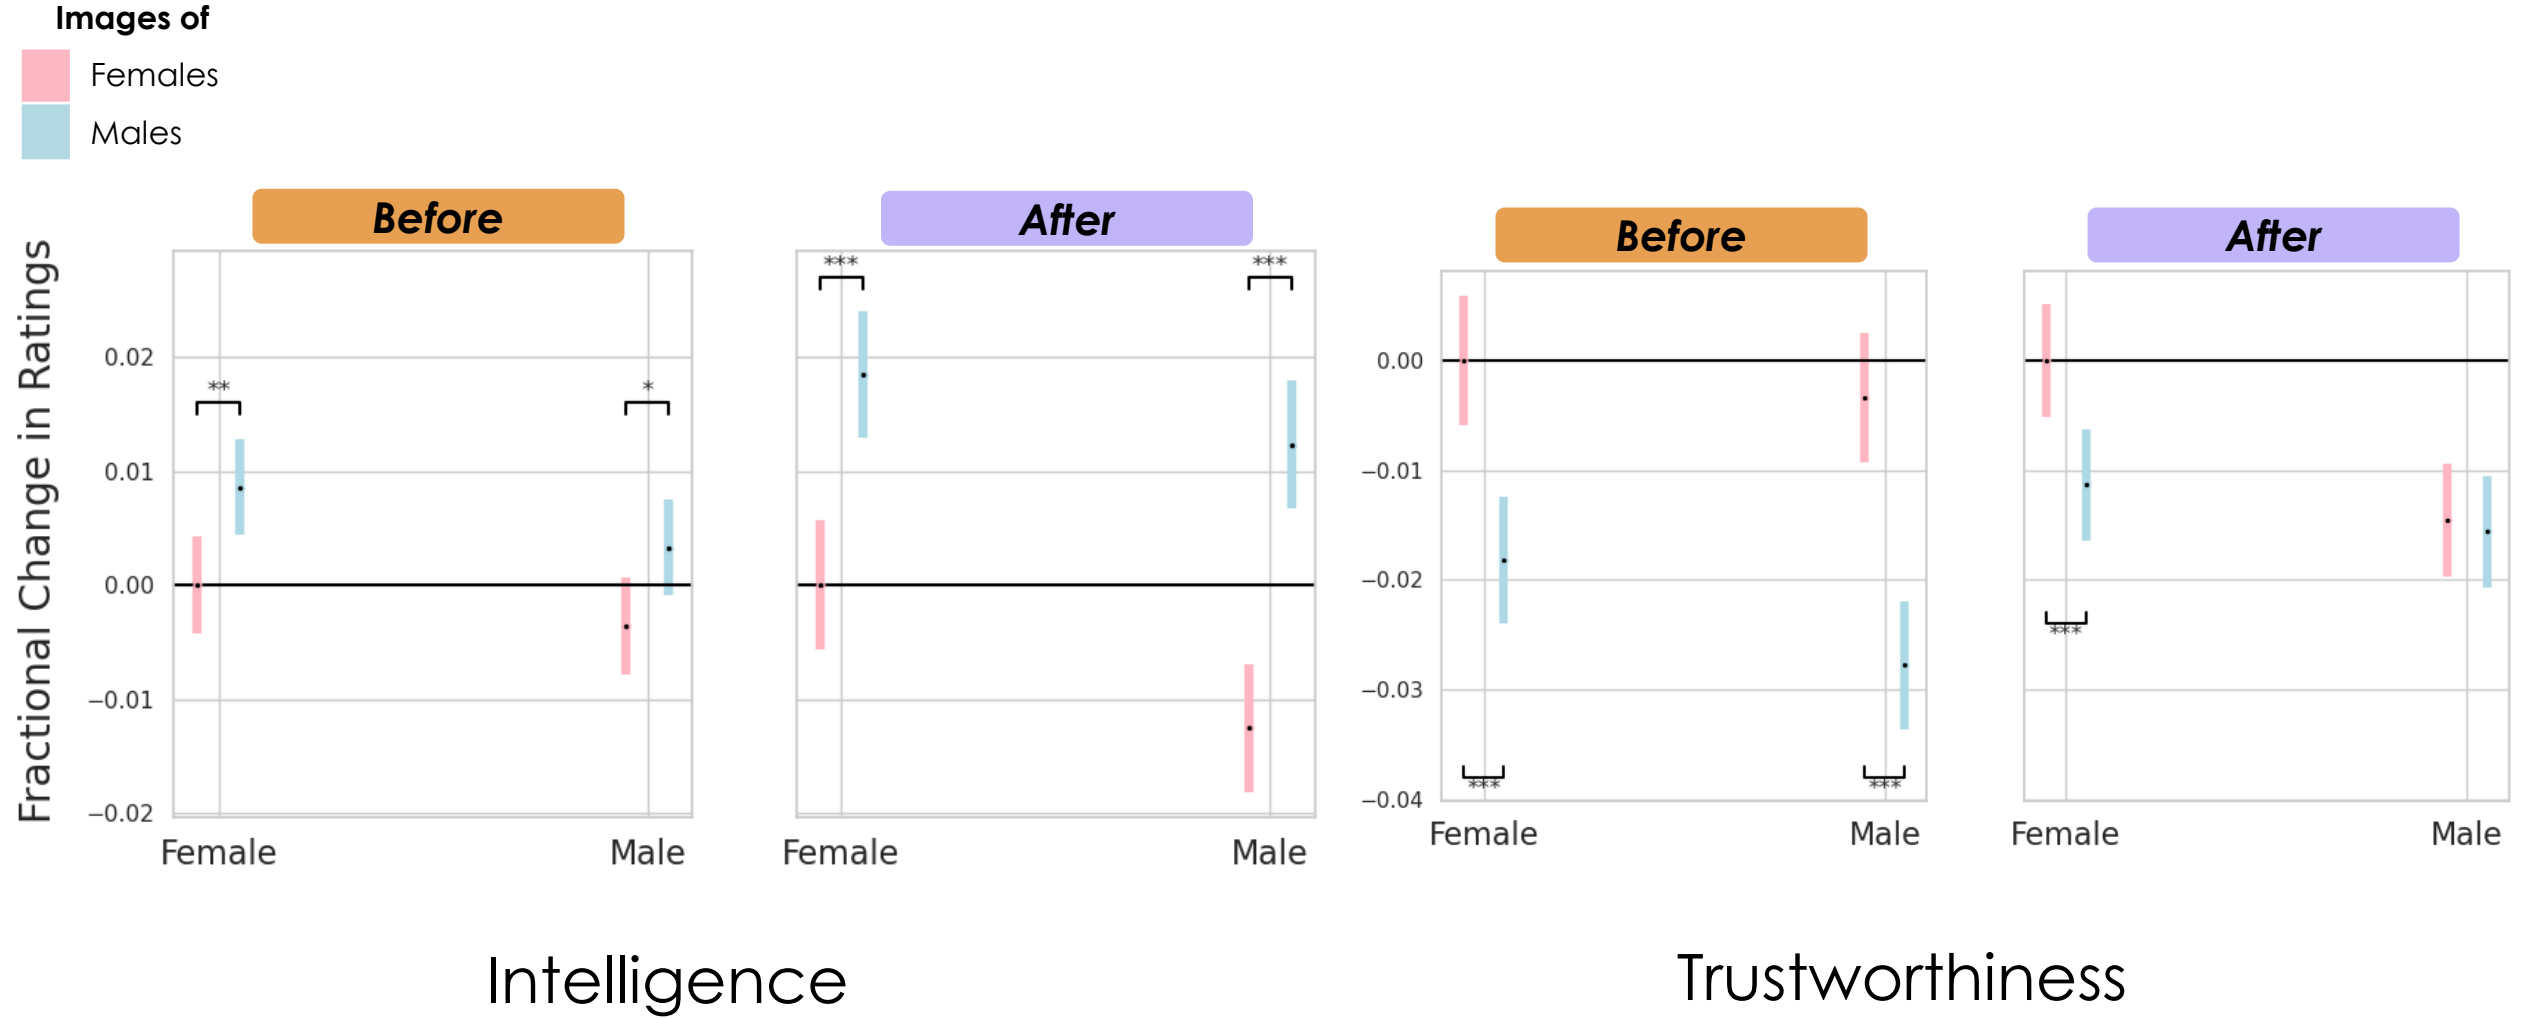 Images of
Females
Males
Before
After
Before
After
Fractional Change in Ratings
0.02
0.01
0.00
−0.01
−0.02
**
*
***
***
Female
Male
Female
Male
0.00
−0.01
−0.02
−0.03
−0.04
***
***
***
Female
Male
Female
Male
Intelligence
Trustworthiness